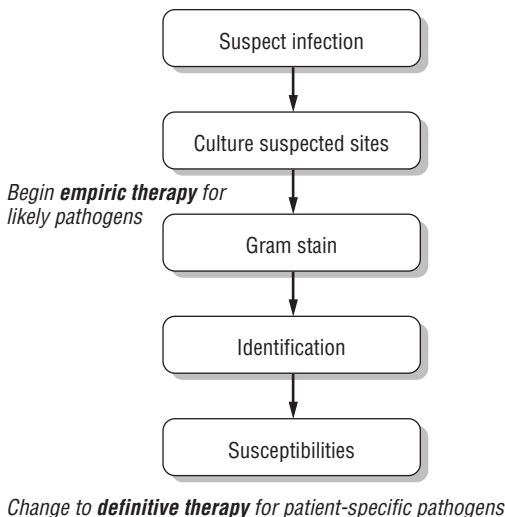 Suspect infection
Culture suspected sites
Begin empiric therapy for
likely pathogens
Gram stain
Identification
Susceptibilities
Change to definitive therapy for patient-specific pathogens